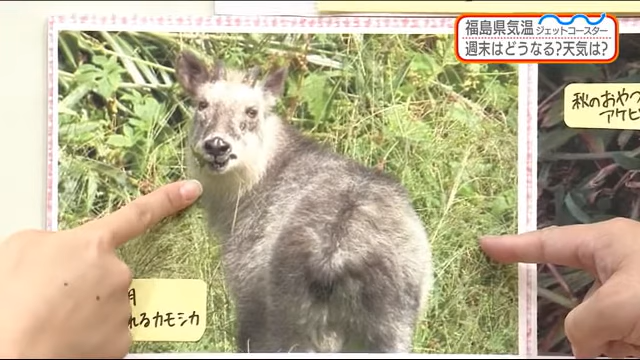 福島県気温 ジェットコースター
週末はどうなる?天気は?
秋のおやつ
アケビ
月
れるカモシカ